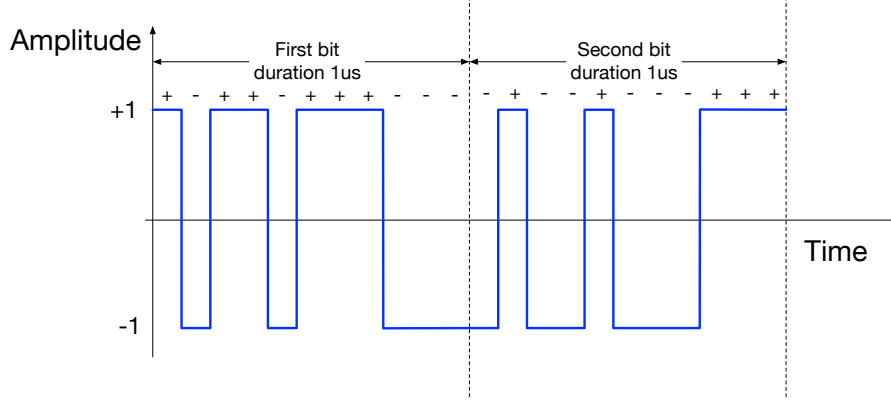 Amplitude
First bit
duration 1us
Second bit
duration 1us
+ - + + - + + + - - - - + - - + - - - + + +
+1
Time
-1